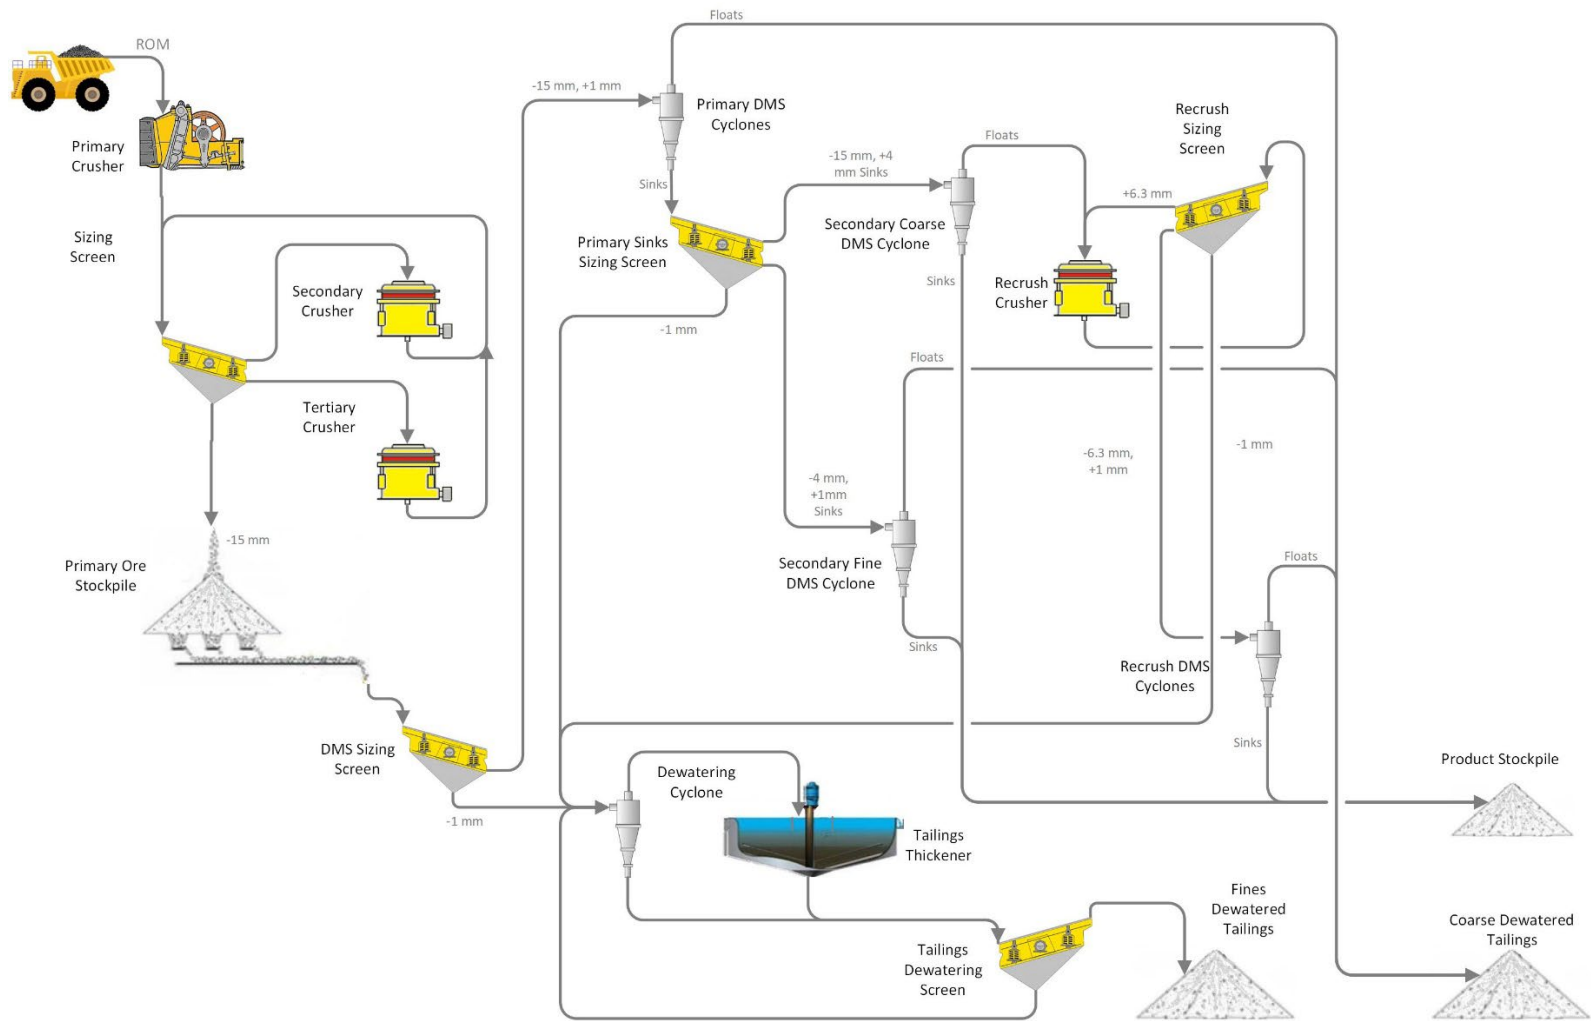 ROM
Floats
-15 mm, +1 mm
Primary DMS
Cyclones
Recrush
Sizing
Screen
Primary
Crusher
Floats
-15 mm, +4
mm Sinks
Sinks
+6.3 mm
Sizing
Screen
Primary Sinks
Sizing Screen
Secondary Coarse
DMS Cyclone
Secondary
Crusher
Sinks
Recrush
Crusher
-1 mm
Floats
Tertiary
Crusher
-6.3 mm,
+1 mm
-1 mm
-4 mm,
+1mm
Sinks
-15 mm
Primary Ore
Stockpile
Secondary Fine
DMS Cyclone
Floats
Sinks
Recrush DMS
Cyclones
DMS Sizing
Screen
Sinks
Dewatering
Cyclone
Product Stockpile
-1 mm
Tailings
Thickener
Fines
Dewatered
Tailings
Coarse Dewatered
Tailings
Tailings
Dewatering
Screen